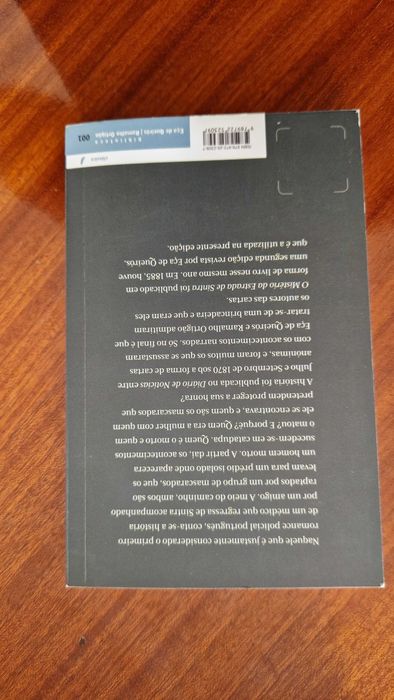 Naquele que é justamente considerado o primeiro
romance policial português, conta-se a história
de um médico que regressa de Sintra acompanhado
por um amigo. A meio do caminho, ambos são
raptados por um grupo de mascarados, que os
levam para um prédio isolado onde aparecera
um homem morto. A partir daí, os acontecimentos
sucedem-se em catadupa. Quem é o morto e quem
o matou? E porquê? Quem era a mulher com quem
ele se encontrava, e quem são os mascarados que
pretendem proteger a sua honra?
A história foi publicada no Diário de Notícias entre
Julho e Setembro de 1870 sob a forma de cartas
anónimas, e foram muitos os que se assustaram
com os acontecimentos narrados. Só no final é que
Eça de Queirós e Ramalho Ortigão admitiram
tratar-se de uma brincadeira e que eram eles
os autores das cartas.
O Mistério da Estrada de Sintra foi publicado em
forma de livro nesse mesmo ano. Em 1885, houve
uma segunda edição revista por Eça de Queirós,
que é a utilizada na presente edição.
biblioteca
Eça de Queirós | Ramalho Ortigão 001